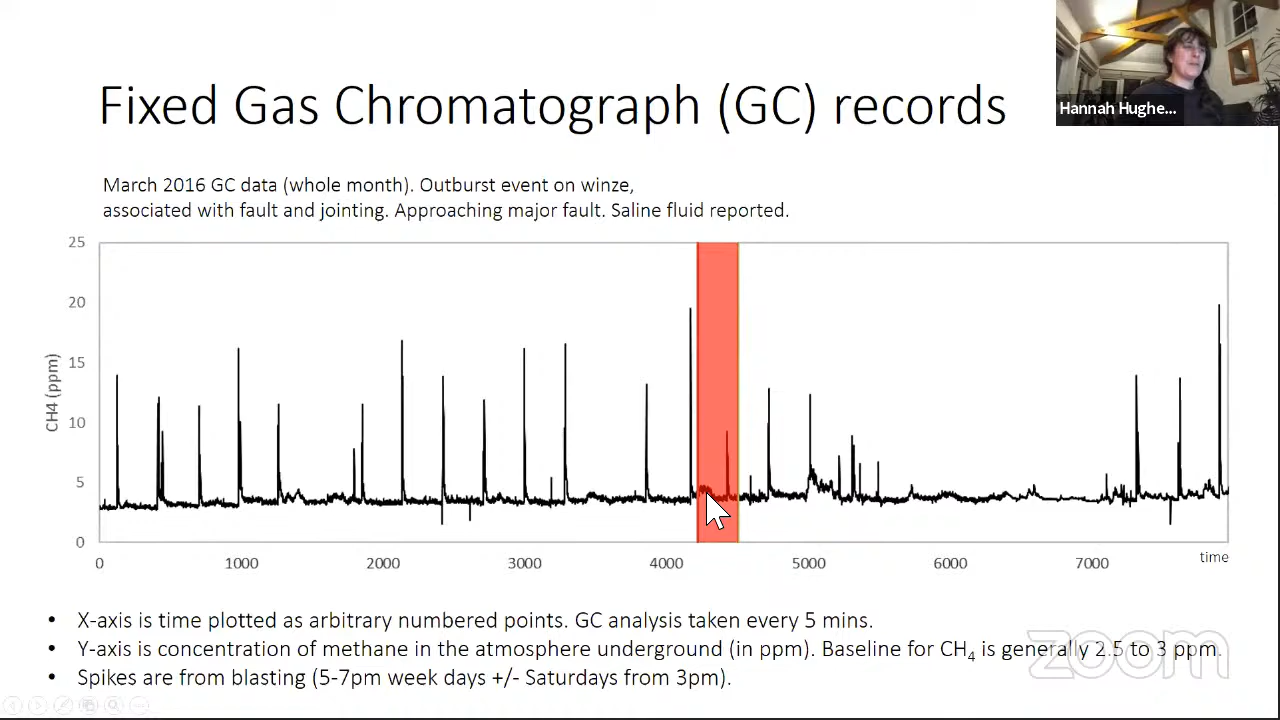 Fixed Gas Chromatograph (GC) records
Hannah Hughe...
March 2016 GC data (whole month). Outburst event on winze,
associated with fault and jointing. Approaching major fault. Saline fluid reported.
25
20
15
10
5
0
CH4 (ppm)
0 1000 2000 3000 4000 5000 6000 7000 time
• X-axis is time plotted as arbitrary numbered points. GC analysis taken every 5 mins.
• Y-axis is concentration of methane in the atmosphere underground (in ppm). Baseline for CH₄ is generally 2.5 to 3 ppm.
• Spikes are from blasting (5-7pm week days +/- Saturdays from 3pm).
zoom